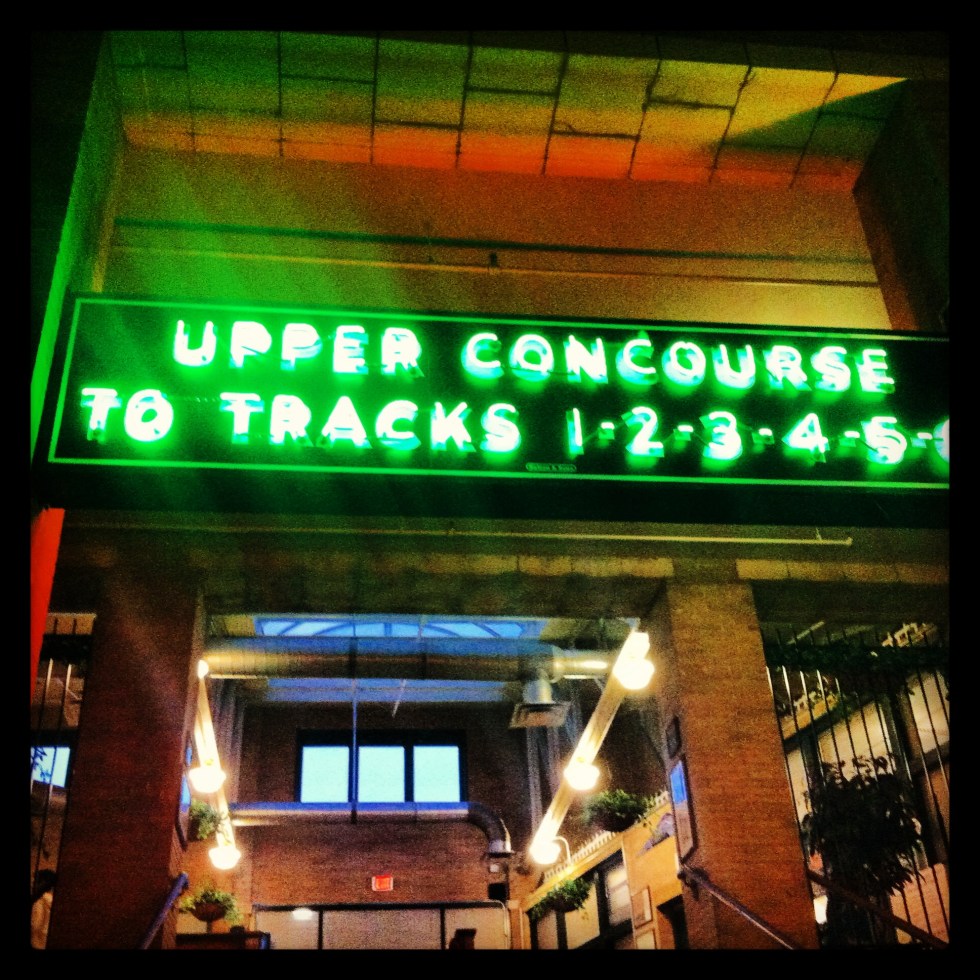 UPPER CONCOURSE
TO TRACKS 1-2-3-4-5-